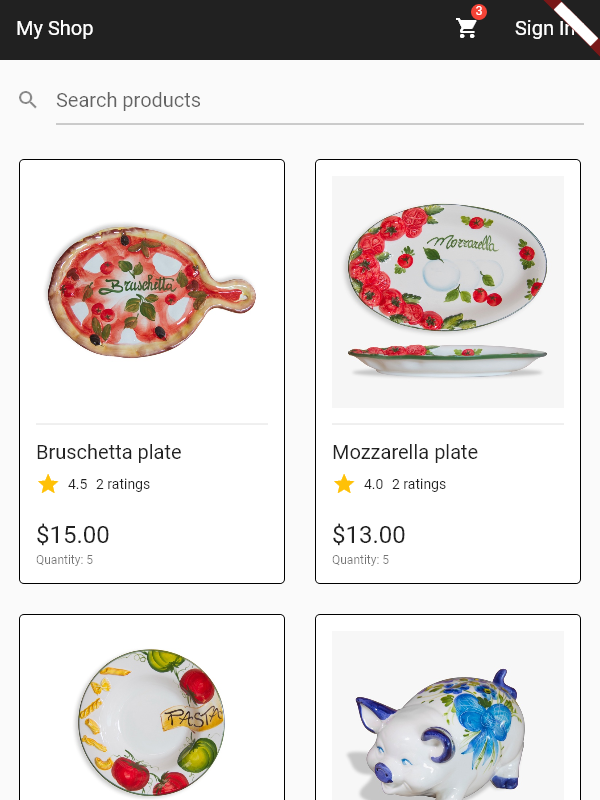 My Shop
3
Sign In
Search products
Bruschetta
Mozzarella
Bruschetta plate
4.5 2 ratings
$15.00
Quantity: 5
Mozzarella plate
4.0 2 ratings
$13.00
Quantity: 5
PASTA